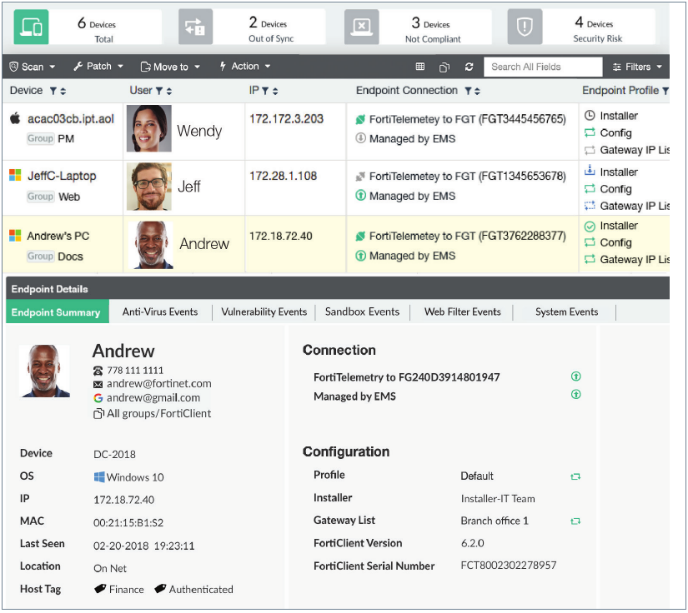 6 Devices
Total
2 Devices
Out of Sync
3 Devices
Not Compliant
4 Devices
Security Risk
Scan Patch Move to Action Search All Fields Filters
Device User IP Endpoint Connection Endpoint Profile
acac03cb.ipt.aol
Group PM
Wendy
172.172.3.203
FortiTelemetey to FGT (FGT3445456765)
Managed by EMS
Installer
Config
Gateway IP Lis
JeffC-Laptop
Group Web
Jeff
172.28.1.108
FortiTelemetey to FGT (FGT1345653678)
Managed by EMS
Installer
Config
Gateway IP Lis
Andrew's PC
Group Docs
Andrew
172.18.72.40
FortiTelemetey to FGT (FGT3762288377)
Managed by EMS
Installer
Config
Gateway IP Lis
Endpoint Details
Endpoint Summary Anti-Virus Events Vulnerability Events Sandbox Events Web Filter Events System Events
Andrew
778 111 1111
andrew@fortinet.com
andrew@gmail.com
All groups/FortiClient
Device DC-2018
OS Windows 10
IP 172.18.72.40
MAC 00:21:15:B1:S2
Last Seen 02-20-2018 19:23:11
Location On Net
Host Tag Finance Authenticated
Connection
FortiTelemetry to FG240D3914801947
Managed by EMS
Configuration
Profile Default
Installer Installer-IT Team
Gateway List Branch office 1
FortiClient Version 6.2.0
FortiClient Serial Number FCT8002302278957